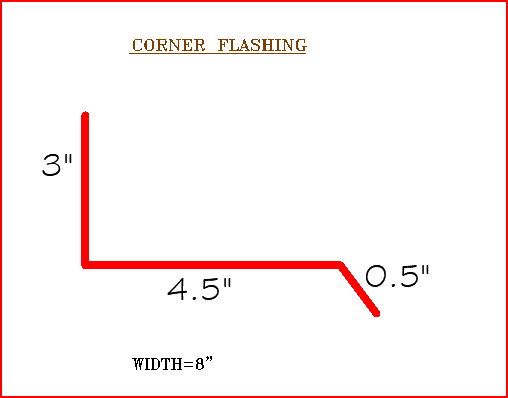 CORNER FLASHING
3"
4.5"
0.5"
WIDTH=8”